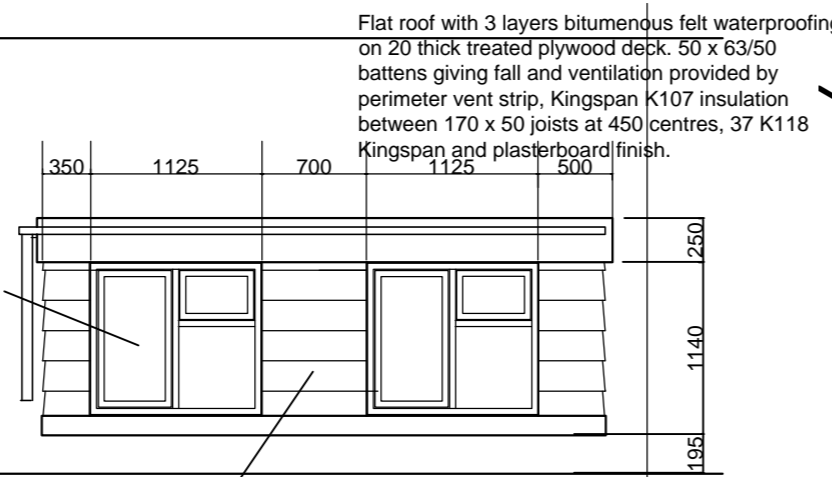 Flat roof with 3 layers bitumenous felt waterproofing
on 20 thick treated plywood deck. 50 x 63/50
battens giving fall and ventilation provided by
perimeter vent strip, Kingspan K107 insulation
between 170 x 50 joists at 450 centres, 37 K118
Kingspan and plasterboard finish.
350 1125 700 1125 500
250
1140
195